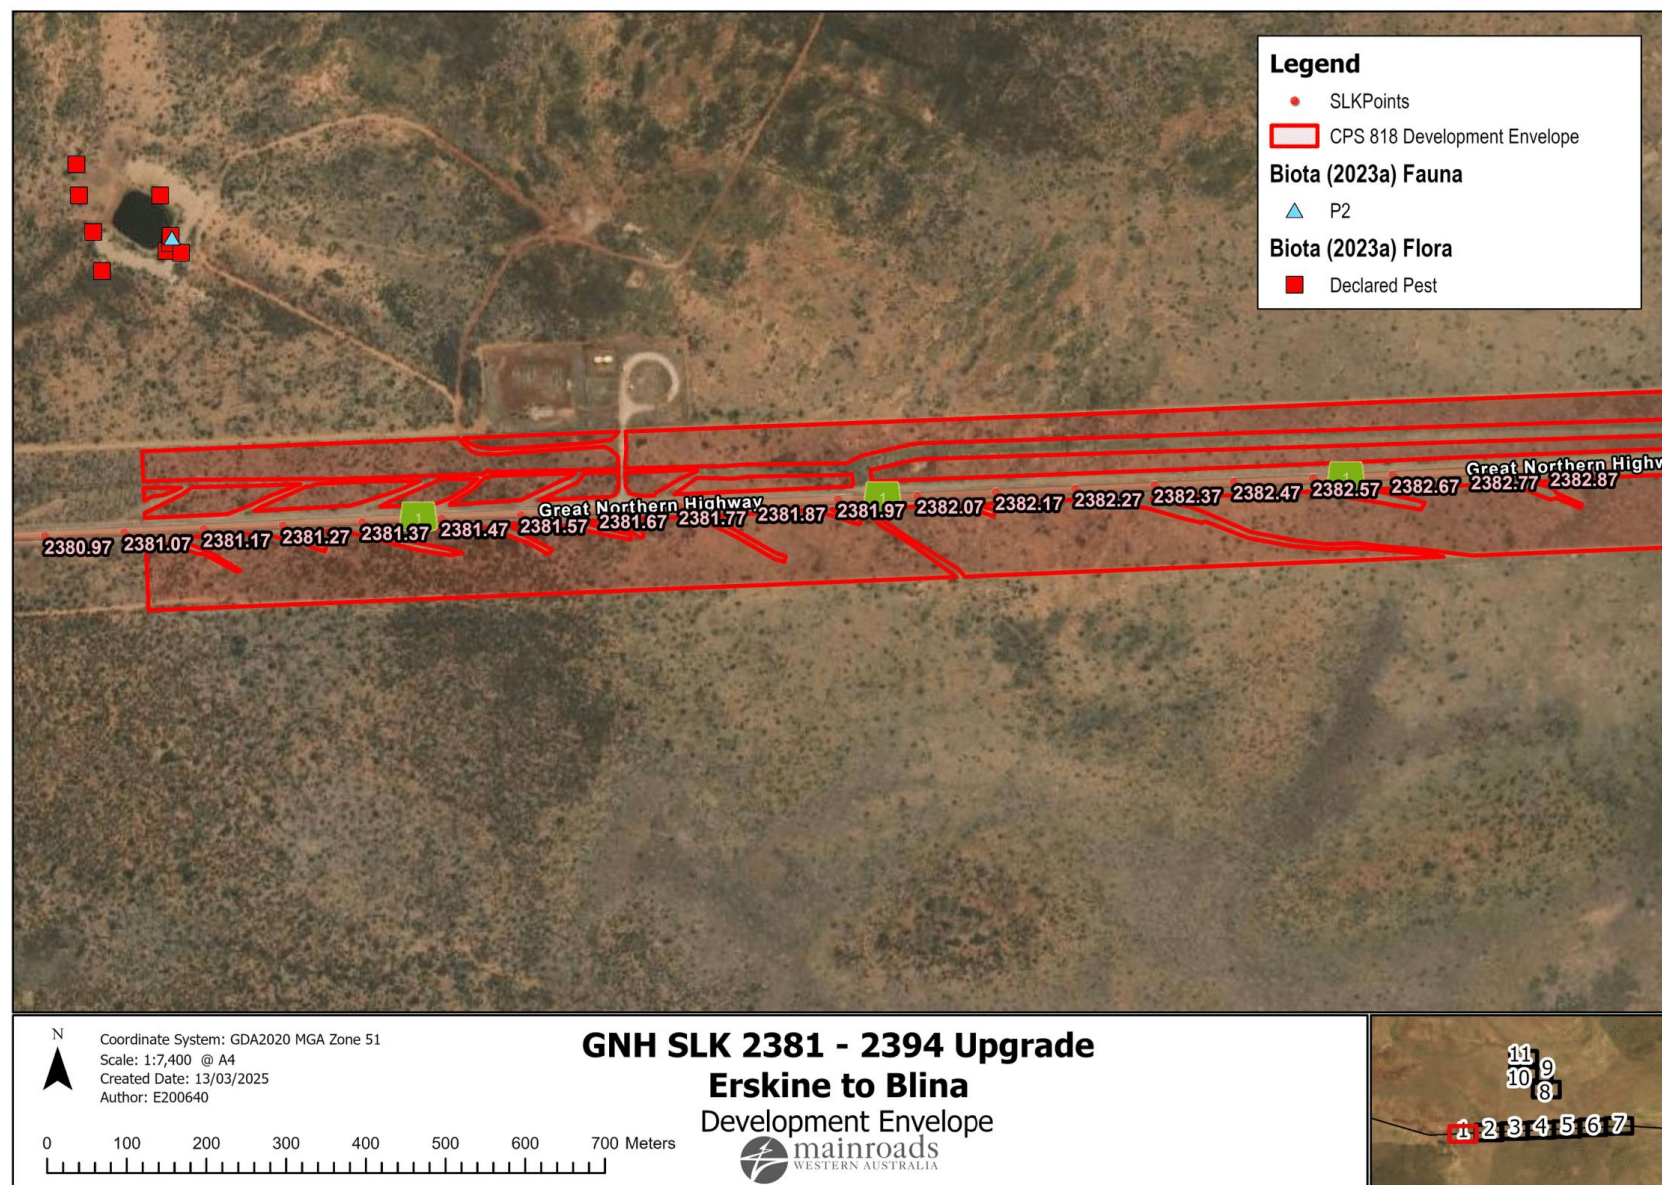 Legend
SLKPoints
CPS 818 Development Envelope
Biota (2023a) Fauna
P2
Biota (2023a) Flora
Declared Pest
Great Northern Highw
Great Northern Highway
1
1
1
2380.97 2381.07 2381.17 2381.27 2381.37 2381.47 2381.57 2381.67 2381.77 2381.87 2381.97 2382.07 2382.17 2382.27 2382.37 2382.47 2382.57 2382.67 2382.77 2382.87
N
Coordinate System: GDA2020 MGA Zone 51
Scale: 1:7,400 @ A4
Created Date: 13/03/2025
Author: E200640
0 100 200 300 400 500 600 700 Meters
GNH SLK 2381 - 2394 Upgrade
Erskine to Blina
Development Envelope
mainroads
WESTERN AUSTRALIA
11
9
10
8
1 2 3 4 5 6 7